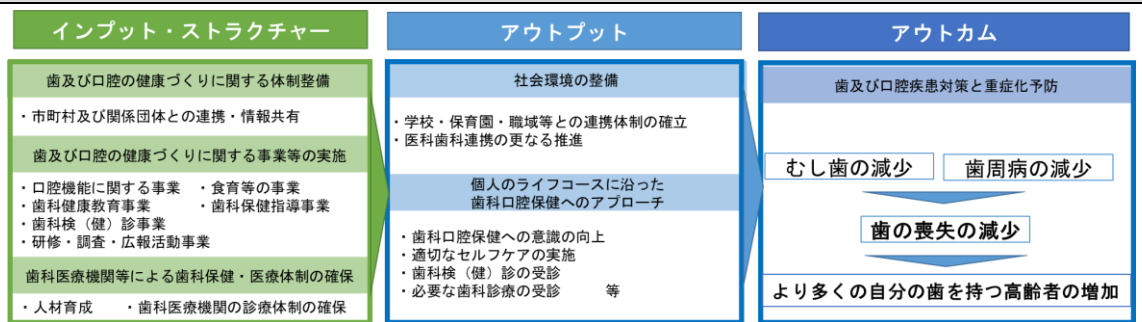 インプット・ストラクチャー
歯及び口腔の健康づくりに関する体制整備
・市町村及び関係団体との連携・情報共有
歯及び口腔の健康づくりに関する事業等の実施
・口腔機能に関する事業　・食育等の事業
・歯科健康教育事業　・歯科保健指導事業
・歯科検（健）診事業
・研修・調査・広報活動事業
歯科医療機関等による歯科保健・医療体制の確保
・人材育成　・歯科医療機関の診療体制の確保
アウトプット
社会環境の整備
・学校・保育園・職域等との連携体制の確立
・医科歯科連携の更なる推進
個人のライフコースに沿った
歯科口腔保健へのアプローチ
・歯科口腔保健への意識の向上
・適切なセルフケアの実施
・歯科検（健）診の受診
・必要な歯科診療の受診　等
アウトカム
歯及び口腔疾患対策と重症化予防
むし歯の減少　歯周病の減少
歯の喪失の減少
より多くの自分の歯を持つ高齢者の増加